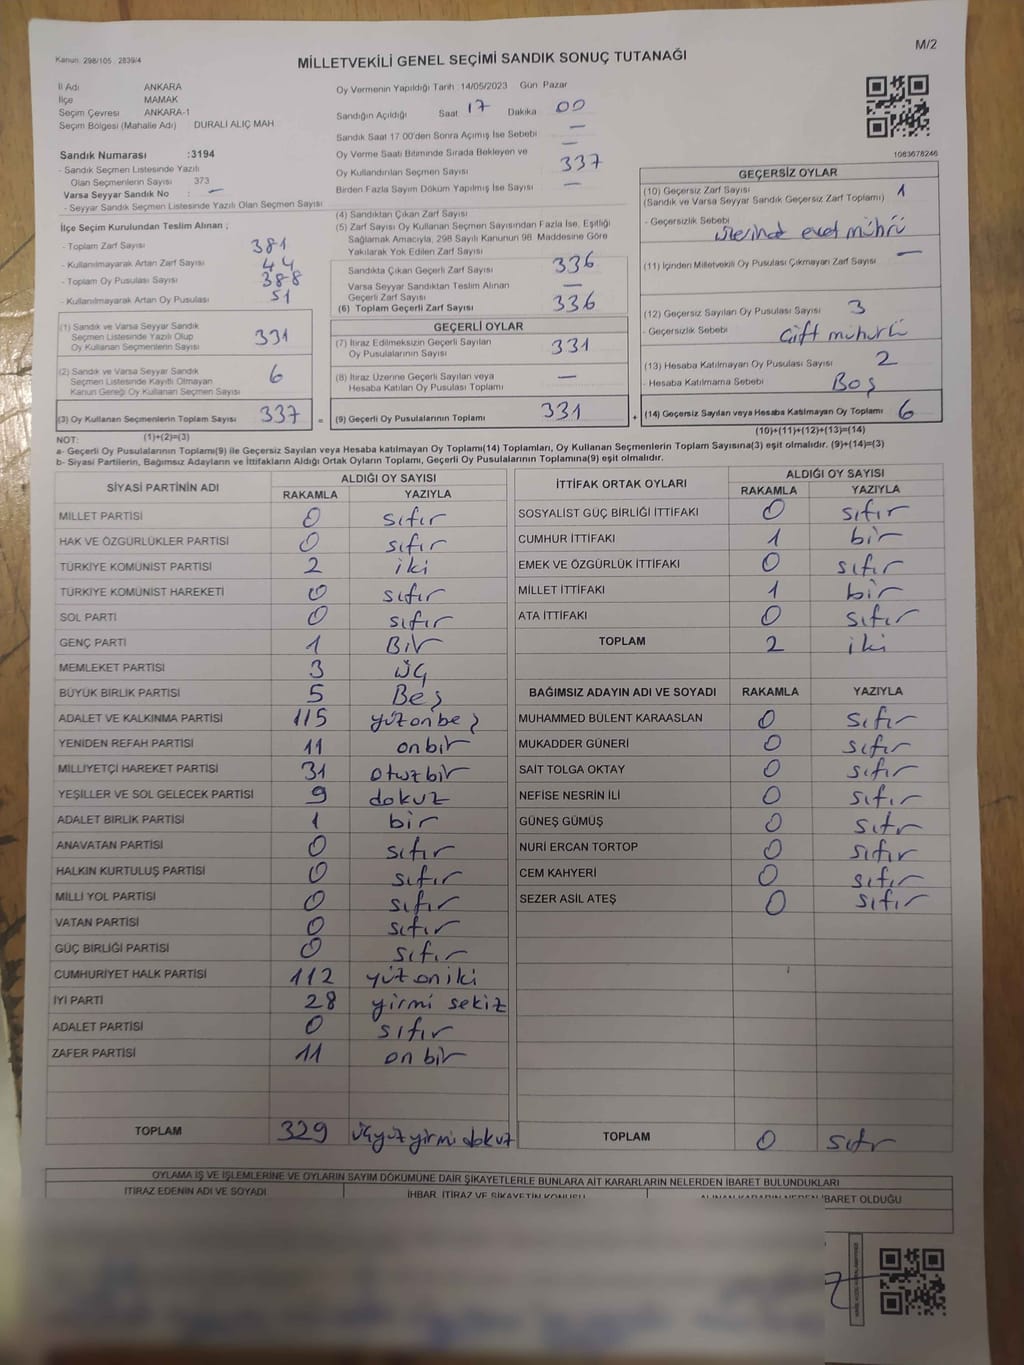 Kanun: 298/105 . 2839/4
M/2
MİLLETVEKİLİ GENEL SEÇİMİ SANDIK SONUÇ TUTANAĞI
İl Adı ANKARA
İlçe MAMAK
Seçim Çevresi ANKARA-1
Seçim Bölgesi (Mahalle Adı) DURALİ ALIÇ MAH
Sandık Numarası :3194
- Sandık Seçmen Listesinde Yazılı
Olan Seçmenlerin Sayısı 373
Varsa Seyyar Sandık No : —
- Seyyar Sandık Seçmen Listesinde Yazılı Olan Seçmen Sayısı
Oy Vermenin Yapıldığı Tarih :14/05/2023 Gün Pazar
Sandığın Açıldığı Saat 17 Dakika 00
Sandık Saat 17:00'den Sonra Açmış İse Sebebi —
Oy Verme Saati Bitiminde Sırada Bekleyen ve —
Oy Kullandırılan Seçmen Sayısı 337
Birden Fazla Sayım Döküm Yapılmış İse Sayısı —
1083678246
İlçe Seçim Kurulundan Teslim Alınan ;
- Toplam Zarf Sayısı 381
- Kullanılmayarak Artan Zarf Sayısı 44
- Toplam Oy Pusulası Sayısı 388
- Kullanılmayarak Artan Oy Pusulası 51
(1) Sandık ve Varsa Seyyar Sandık
Seçmen Listesinde Yazılı Olup
Oy Kullanan Seçmenlerin Sayısı 331
(2) Sandık ve Varsa Seyyar Sandık
Seçmen Listesinde Kayıtlı Olmayan
Kanun Gereği Oy Kullanan Seçmen Sayısı 6
(3) Oy Kullanan Seçmenlerin Toplam Sayısı 337 =
(1)+(2)=(3)
(4) Sandıktan Çıkan Zarf Sayısı
(5) Zarf Sayısı Oy Kullanan Seçmen Sayısından Fazla İse, Eşitliği
Sağlamak Amacıyla, 298 Sayılı Kanunun 98. Maddesine Göre
Yakılarak Yok Edilen Zarf Sayısı
Sandıkta Çıkan Geçerli Zarf Sayısı 336
Varsa Seyyar Sandıktan Teslim Alınan
Geçerli Zarf Sayısı —
(6) Toplam Geçerli Zarf Sayısı 336
GEÇERLİ OYLAR
(7) İtiraz Edilmeksizin Geçerli Sayılan
Oy Pusulalarının Sayısı 331
(8) İtiraz Üzerine Geçerli Sayılan veya
Hesaba Katılan Oy Pusulası Toplamı —
(9) Geçerli Oy Pusulalarının Toplamı 331 +
GEÇERSİZ OYLAR
(10) Geçersiz Zarf Sayısı 1
(Sandık ve Varsa Seyyar Sandık Geçersiz Zarf Toplamı)
- Geçersizlik Sebebi üzerinde evet mührü
(11) İçinden Milletvekili Oy Pusulası Çıkmayan Zarf Sayısı —
(12) Geçersiz Sayılan Oy Pusulası Sayısı 3
- Geçersizlik Sebebi Çift mühürlü
(13) Hesaba Katılmayan Oy Pusulası Sayısı 2
- Hesaba Katılmama Sebebi Boş
(14) Geçersiz Sayılan veya Hesaba Katılmayan Oy Toplamı 6
(10)+(11)+(12)+(13)=(14)
NOT:
a- Geçerli Oy Pusulalarının Toplamı(9) ile Geçersiz Sayılan veya Hesaba katılmayan Oy Toplamı(14) Toplamları, Oy Kullanan Seçmenlerin Toplam Sayısına(3) eşit olmalıdır. (9)+(14)=(3)
b- Siyasi Partilerin, Bağımsız Adayların ve İttifakların Aldığı Ortak Oyların Toplamı, Geçerli Oy Pusulalarının Toplamına(9) eşit olmalıdır.
SİYASİ PARTİNİN ADI ALDIĞI OY SAYISI
RAKAMLA YAZIYLA
MİLLET PARTİSİ 0 sıfır
HAK VE ÖZGÜRLÜKLER PARTİSİ 0 sıfır
TÜRKİYE KOMÜNİST PARTİSİ 2 iki
TÜRKİYE KOMÜNİST HAREKETİ 0 sıfır
SOL PARTİ 0 sıfır
GENÇ PARTİ 1 Bir
MEMLEKET PARTİSİ 3 üç
BÜYÜK BİRLİK PARTİSİ 5 Beş
ADALET VE KALKINMA PARTİSİ 115 yüz on beş
YENİDEN REFAH PARTİSİ 11 on bir
MİLLİYETÇİ HAREKET PARTİSİ 31 otuz bir
YEŞİLLER VE SOL GELECEK PARTİSİ 9 dokuz
ADALET BİRLİK PARTİSİ 1 bir
ANAVATAN PARTİSİ 0 sıfır
HALKIN KURTULUŞ PARTİSİ 0 sıfır
MİLLİ YOL PARTİSİ 0 sıfır
VATAN PARTİSİ 0 sıfır
GÜÇ BİRLİĞİ PARTİSİ 0 sıfır
CUMHURİYET HALK PARTİSİ 112 yüz on iki
İYİ PARTİ 28 yirmi sekiz
ADALET PARTİSİ 0 sıfır
ZAFER PARTİSİ 11 on bir
TOPLAM 329 üçyüz yirmi dokuz
İTTİFAK ORTAK OYLARI ALDIĞI OY SAYISI
RAKAMLA YAZIYLA
SOSYALİST GÜÇ BİRLİĞİ İTTİFAKI 0 sıfır
CUMHUR İTTİFAKI 1 bir
EMEK VE ÖZGÜRLÜK İTTİFAKI 0 sıfır
MİLLET İTTİFAKI 1 bir
ATA İTTİFAKI 0 sıfır
TOPLAM 2 iki
BAĞIMSIZ ADAYIN ADI VE SOYADI RAKAMLA YAZIYLA
MUHAMMED BÜLENT KARAASLAN 0 sıfır
MUKADDER GÜNERİ 0 sıfır
SAİT TOLGA OKTAY 0 sıfır
NEFİSE NESRİN İLİ 0 sıfır
GÜNEŞ GÜMÜŞ 0 sıfır
NURİ ERCAN TORTOP 0 sıfır
CEM KAHYERİ 0 sıfır
SEZER ASİL ATEŞ 0 sıfır
TOPLAM 0 sıfır
OYLAMA İŞ VE İŞLEMLERİNE VE OYLARIN SAYIM DÖKÜMÜNE DAİR ŞİKAYETLERLE BUNLARA AİT KARARLARIN NELERDEN İBARET BULUNDUKLARI
İTİRAZ EDENİN ADI VE SOYADI İHBAR, İTİRAZ VE ŞİKAYETİN KONUSU ALINAN KARARIN NEDEN İBARET OLDUĞU